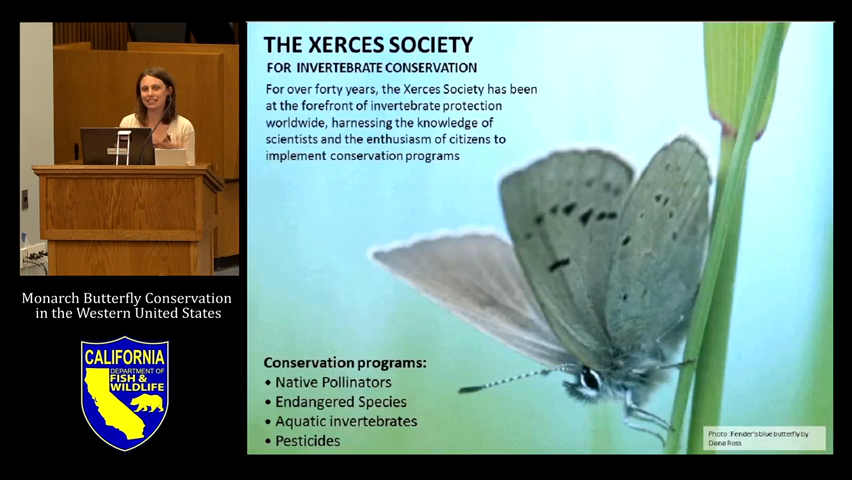 THE XERCES SOCIETY
FOR INVERTEBRATE CONSERVATION
For over forty years, the Xerces Society has been
at the forefront of invertebrate protection
worldwide, harnessing the knowledge of
scientists and the enthusiasm of citizens to
implement conservation programs
Conservation programs:
• Native Pollinators
• Endangered Species
• Aquatic invertebrates
• Pesticides
Photo: Fender's blue butterfly by
Dana Ross
Monarch Butterfly Conservation
in the Western United States
CALIFORNIA
DEPARTMENT OF
FISH &
WILDLIFE